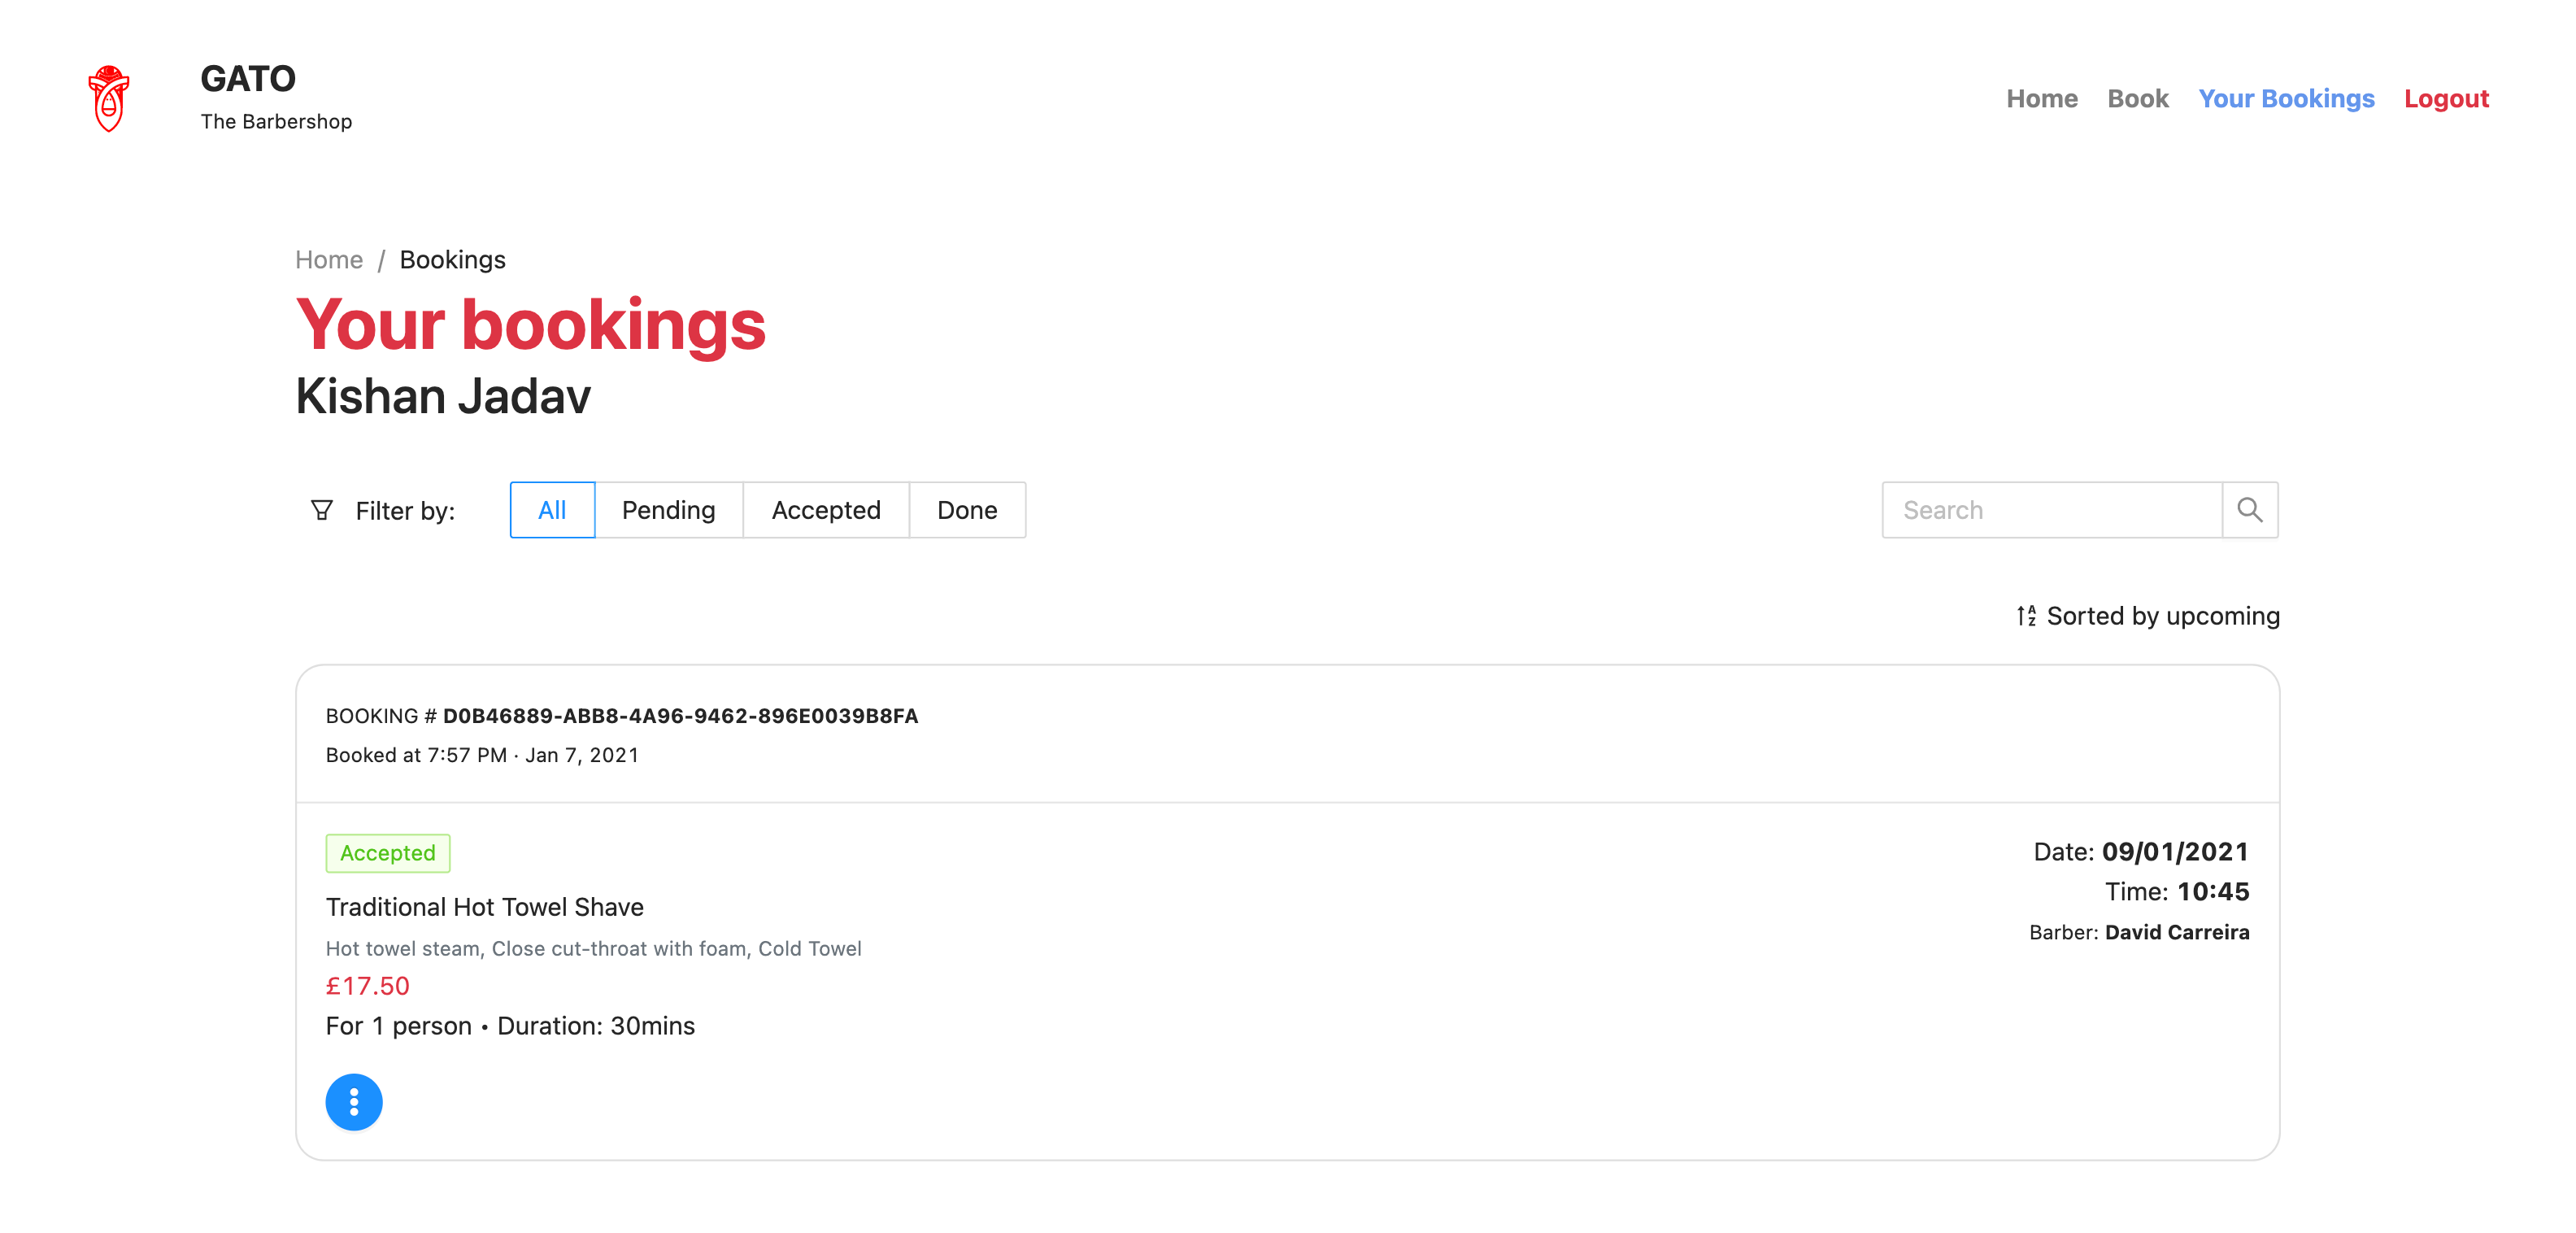 GATO
The Barbershop
Home Book Your Bookings Logout
Home / Bookings
Your bookings
Kishan Jadav
Filter by: All Pending Accepted Done Search
Sorted by upcoming
BOOKING # D0B46889-ABB8-4A96-9462-896E0039B8FA
Booked at 7:57 PM · Jan 7, 2021
Accepted
Traditional Hot Towel Shave
Hot towel steam, Close cut-throat with foam, Cold Towel
£17.50
For 1 person • Duration: 30mins
Date: 09/01/2021
Time: 10:45
Barber: David Carreira